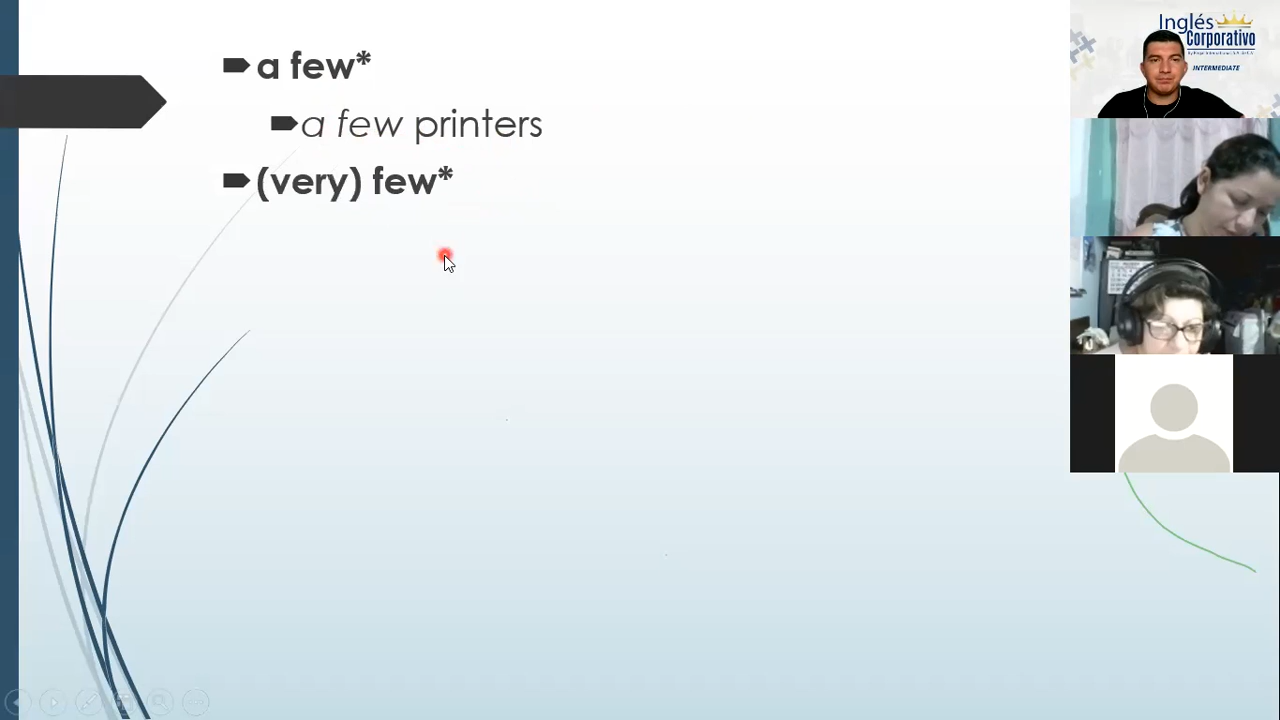 a few*
a few printers
(very) few*
Inglés
Corporativo
INTERMEDIATE